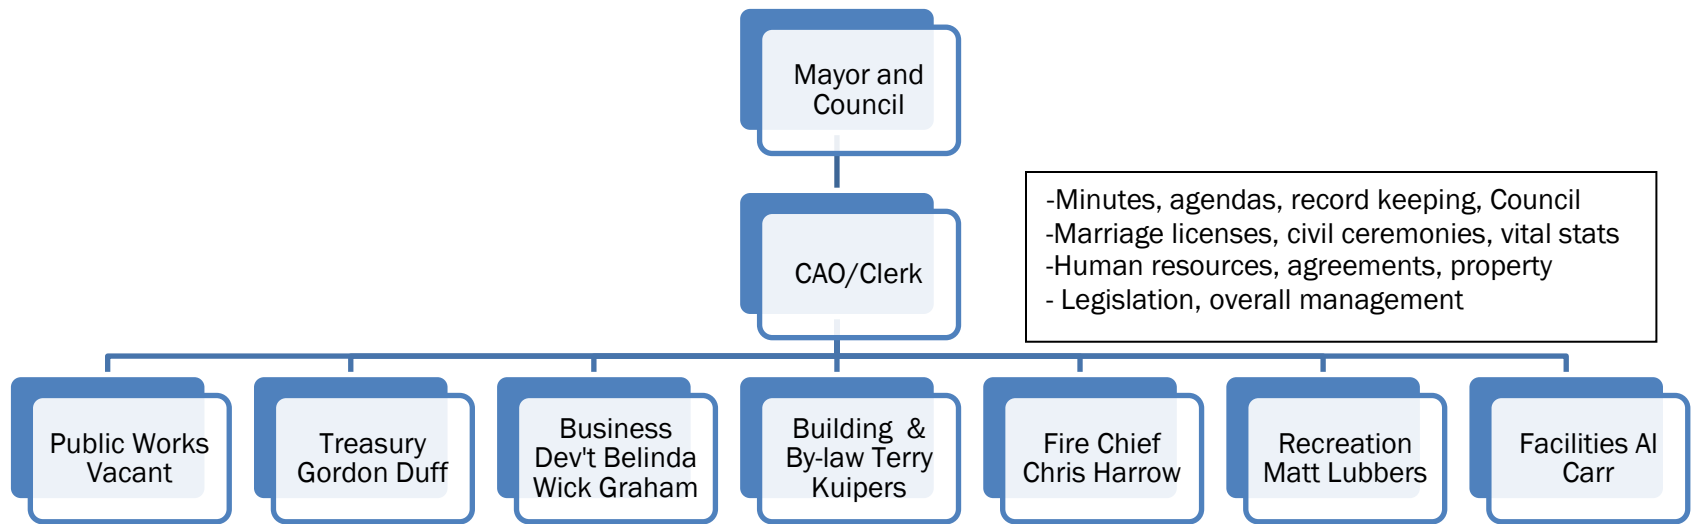 Mayor and
Council
CAO/Clerk
-Minutes, agendas, record keeping, Council
-Marriage licenses, civil ceremonies, vital stats
-Human resources, agreements, property
- Legislation, overall management
Public Works
Vacant
Treasury
Gordon Duff
Business
Dev't Belinda
Wick Graham
Building  &
By-law Terry
Kuipers
Fire Chief
Chris Harrow
Recreation
Matt Lubbers
Facilities Al
Carr